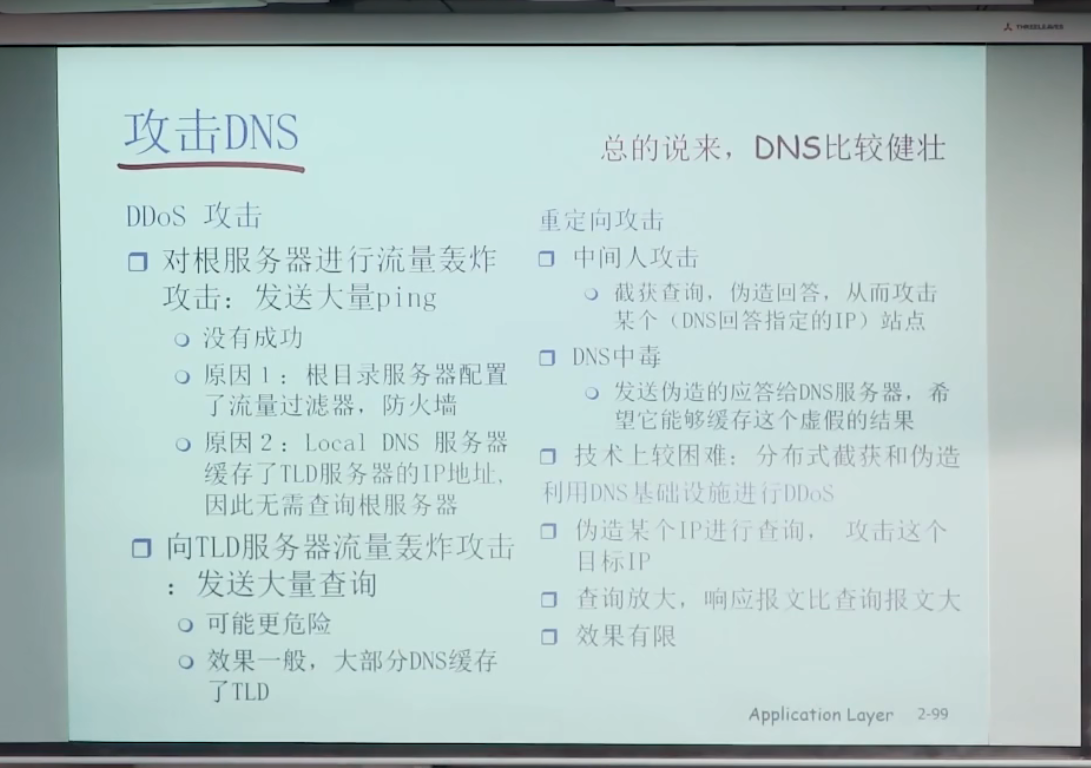 THREELEAVES
攻击DNS
总的说来，DNS比较健壮
DDoS 攻击
对根服务器进行流量轰炸
攻击：发送大量ping
没有成功
原因1：根目录服务器配置
了流量过滤器，防火墙
原因2：Local DNS 服务器
缓存了TLD服务器的IP地址,
因此无需查询根服务器
向TLD服务器流量轰炸攻击
：发送大量查询
可能更危险
效果一般，大部分DNS缓存
了TLD
重定向攻击
中间人攻击
截获查询，伪造回答，从而攻击
某个（DNS回答指定的IP）站点
DNS中毒
发送伪造的应答给DNS服务器，希
望它能够缓存这个虚假的结果
技术上较困难：分布式截获和伪造
利用DNS基础设施进行DDoS
伪造某个IP进行查询， 攻击这个
目标IP
查询放大，响应报文比查询报文大
效果有限
Application Layer 2-99